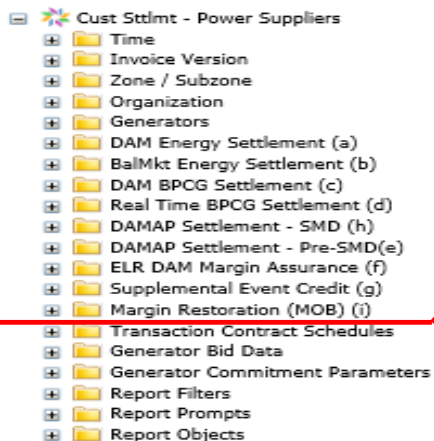 Cust Sttlmt - Power Suppliers
Time
Invoice Version
Zone / Subzone
Organization
Generators
DAM Energy Settlement (a)
BalMkt Energy Settlement (b)
DAM BPCG Settlement (c)
Real Time BPCG Settlement (d)
DAMAP Settlement - SMD (h)
DAMAP Settlement - Pre-SMD(e)
ELR DAM Margin Assurance (f)
Supplemental Event Credit (g)
Margin Restoration (MOB) (i)
Transaction Contract Schedules
Generator Bid Data
Generator Commitment Parameters
Report Filters
Report Prompts
Report Objects